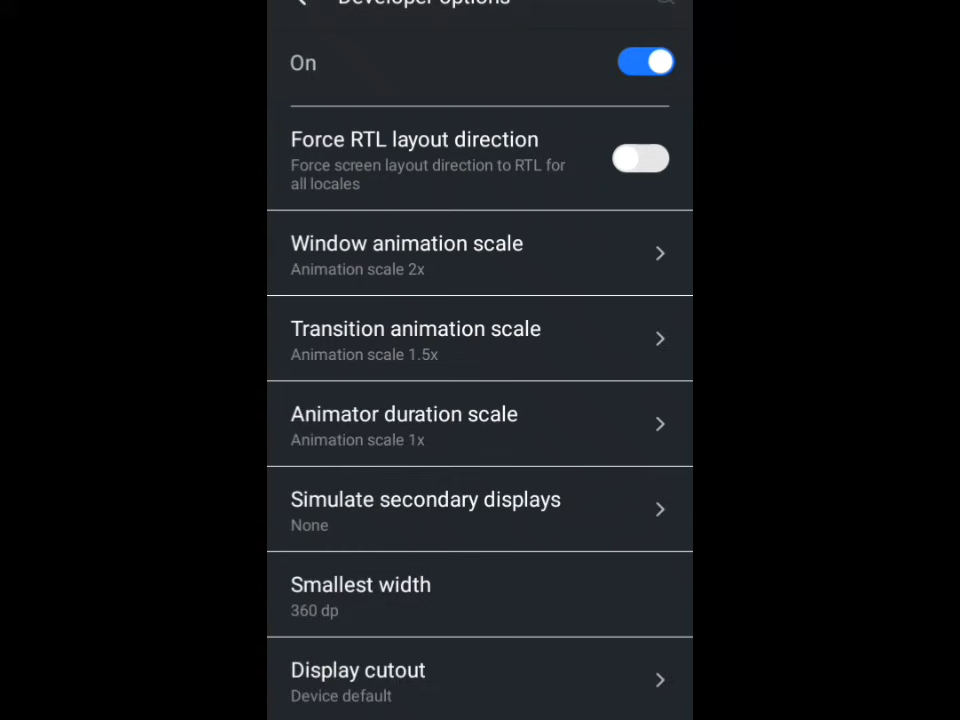 Developer options
On
Force RTL layout direction
Force screen layout direction to RTL for
all locales
Window animation scale
Animation scale 2x
Transition animation scale
Animation scale 1.5x
Animator duration scale
Animation scale 1x
Simulate secondary displays
None
Smallest width
360 dp
Display cutout
Device default